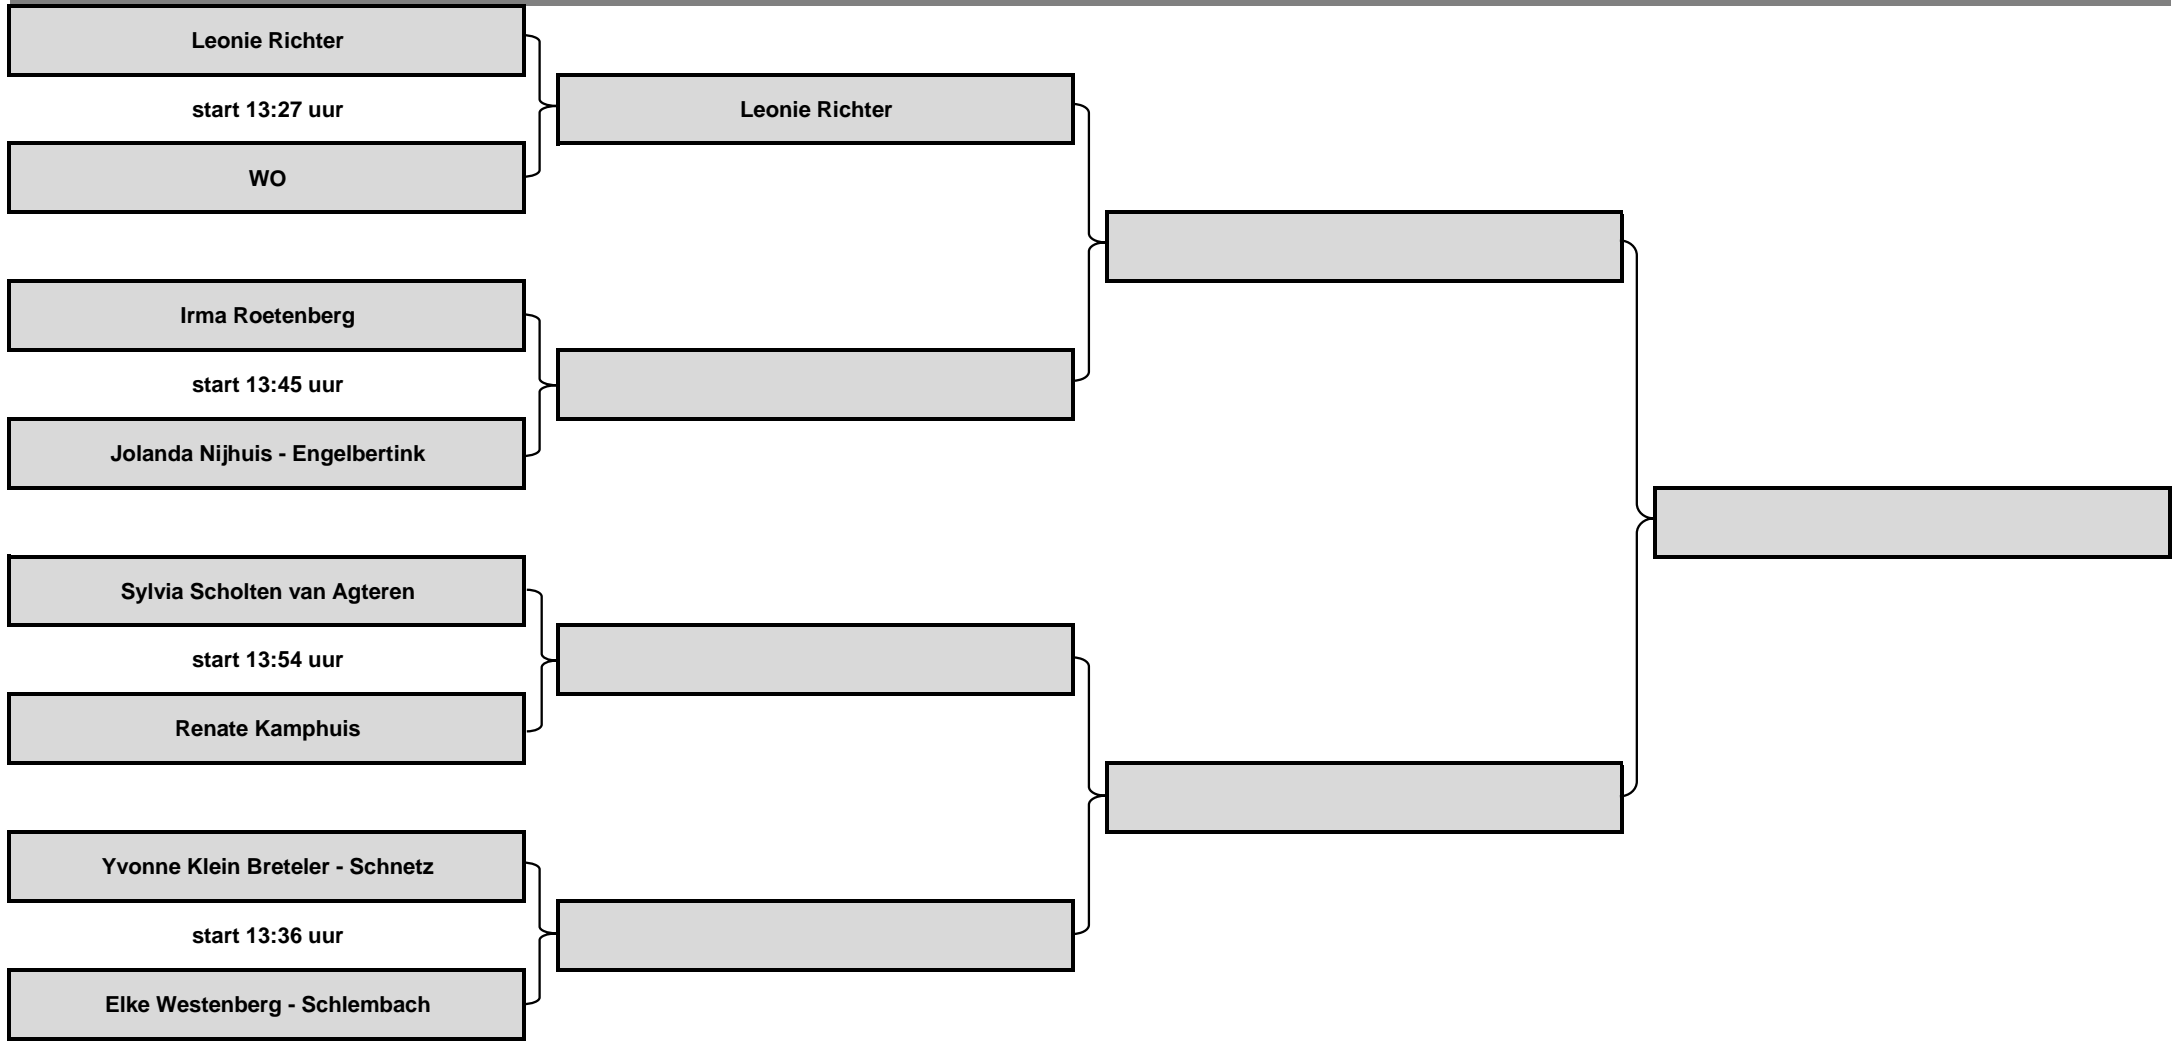 Leonie Richter
start 13:27 uur
Leonie Richter
WO
Irma Roetenberg
start 13:45 uur
Jolanda Nijhuis - Engelbertink
Sylvia Scholten van Agteren
start 13:54 uur
Renate Kamphuis
Yvonne Klein Breteler - Schnetz
start 13:36 uur
Elke Westenberg - Schlembach